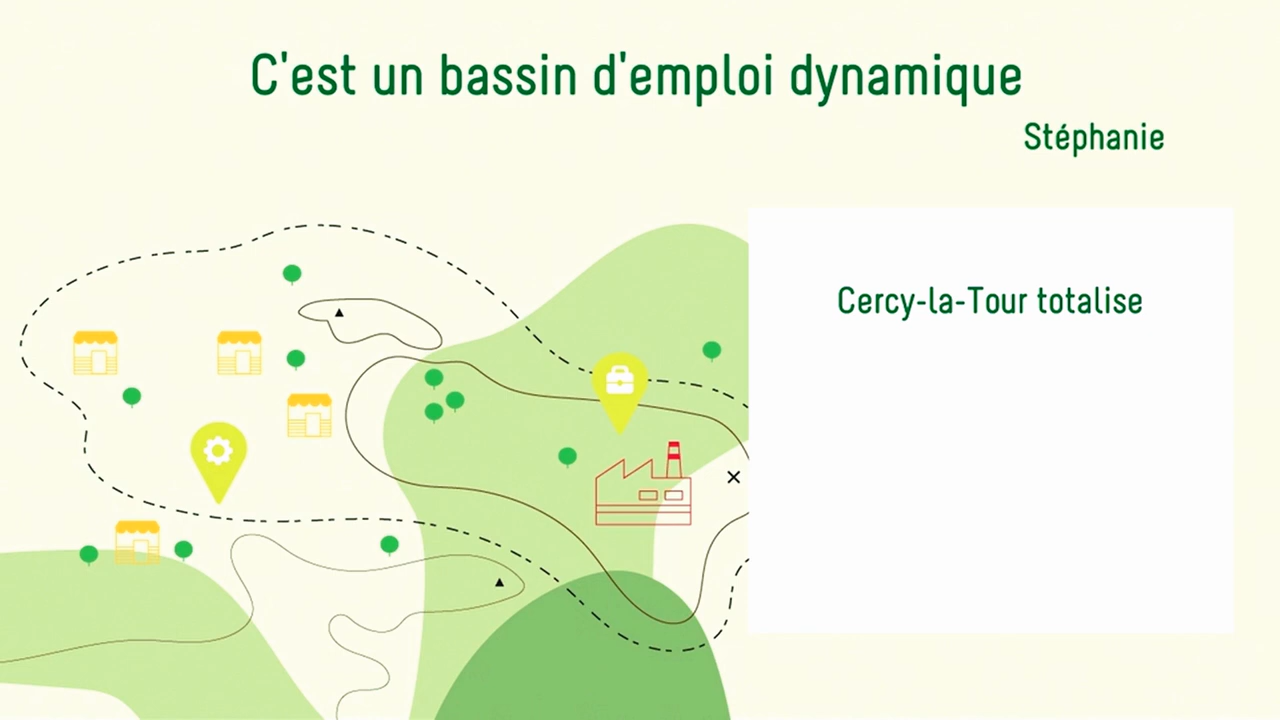 C'est un bassin d'emploi dynamique
Stéphanie
Cercy-la-Tour totalise